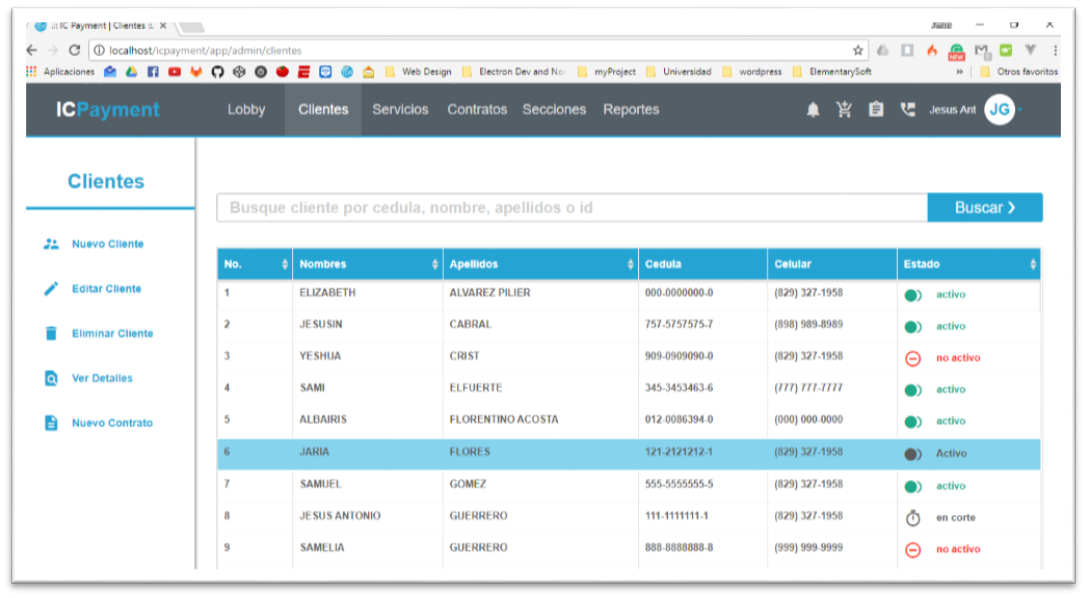 .:: IC Payment | Clientes ::.
Jesus
localhost/icpayment/app/admin/clientes
NEW
Aplicaciones Web Design Electron Dev and No myProject Universidad wordpress ElementarySoft » Otros favoritos
ICPayment Lobby Clientes Servicios Contratos Secciones Reportes Jesus Ant JG
Clientes
Busque cliente por cedula, nombre, apellidos o id Buscar
Nuevo Cliente
Editar Cliente
Eliminar Cliente
Ver Detalles
Nuevo Contrato
No. Nombres Apellidos Cedula Celular Estado
1 ELIZABETH ALVAREZ PILIER 000-0000000-0 (829) 327-1958 activo
2 JESUSIN CABRAL 757-5757575-7 (898) 989-8989 activo
3 YESHUA CRIST 909-0909090-0 (829) 327-1958 no activo
4 SAMI ELFUERTE 345-3453463-6 (777) 777-7777 activo
5 ALBAIRIS FLORENTINO ACOSTA 012-0086394-0 (000) 000-0000 activo
6 JARIA FLORES 121-2121212-1 (829) 327-1958 Activo
7 SAMUEL GOMEZ 555-5555555-5 (829) 327-1958 activo
8 JESUS ANTONIO GUERRERO 111-1111111-1 (829) 327-1958 en corte
9 SAMELIA GUERRERO 888-8888888-8 (999) 999-9999 no activo